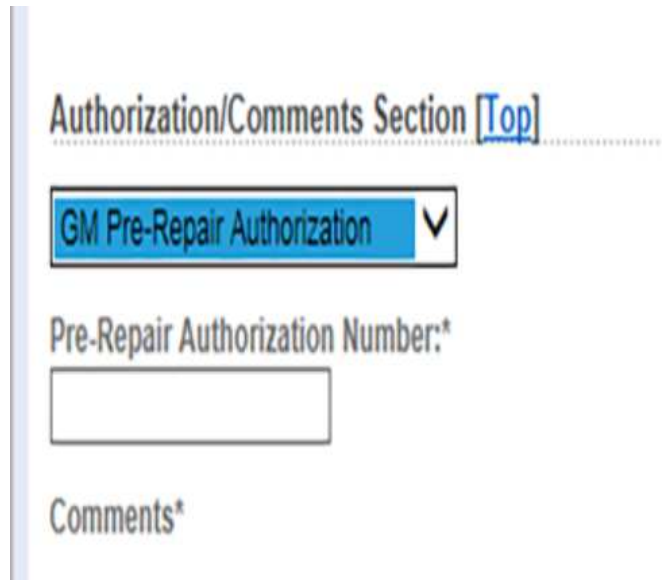 Authorization/Comments Section [Top]
GM Pre-Repair Authorization
Pre-Repair Authorization Number:*
Comments*